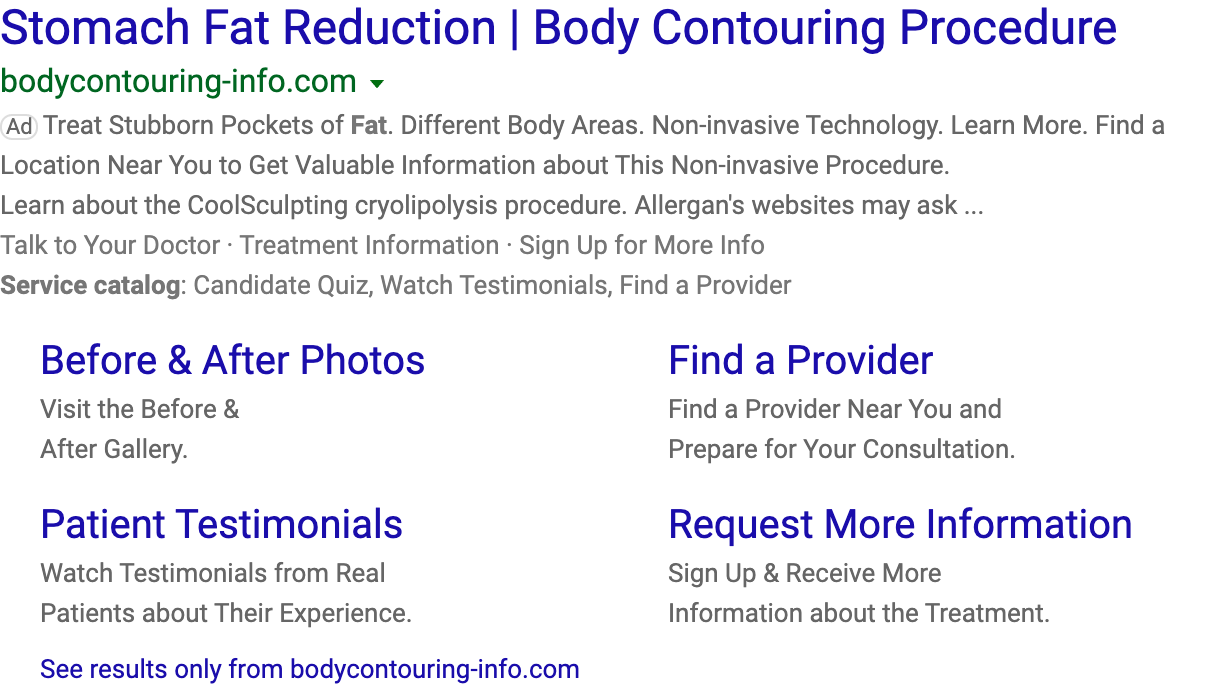 Stomach Fat Reduction | Body Contouring Procedure
bodycontouring-info.com
Ad Treat Stubborn Pockets of Fat. Different Body Areas. Non-invasive Technology. Learn More. Find a
Location Near You to Get Valuable Information about This Non-invasive Procedure.
Learn about the CoolSculpting cryolipolysis procedure. Allergan's websites may ask ...
Talk to Your Doctor · Treatment Information · Sign Up for More Info
Service catalog: Candidate Quiz, Watch Testimonials, Find a Provider
Before & After Photos
Visit the Before &
After Gallery.
Find a Provider
Find a Provider Near You and
Prepare for Your Consultation.
Patient Testimonials
Watch Testimonials from Real
Patients about Their Experience.
Request More Information
Sign Up & Receive More
Information about the Treatment.
See results only from bodycontouring-info.com